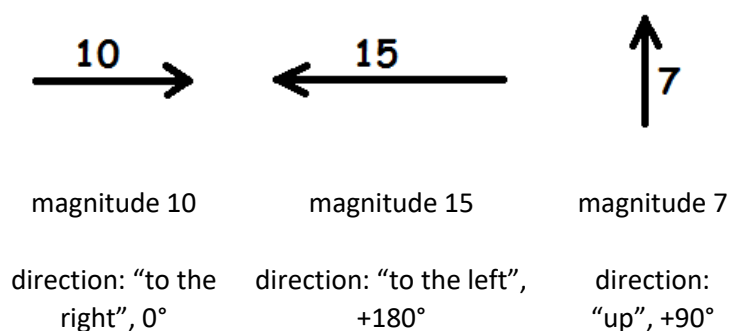 10
15
7
magnitude 10
magnitude 15
magnitude 7
direction: “to the
right”, 0°
direction: “to the left”,
+180°
direction:
“up”, +90°